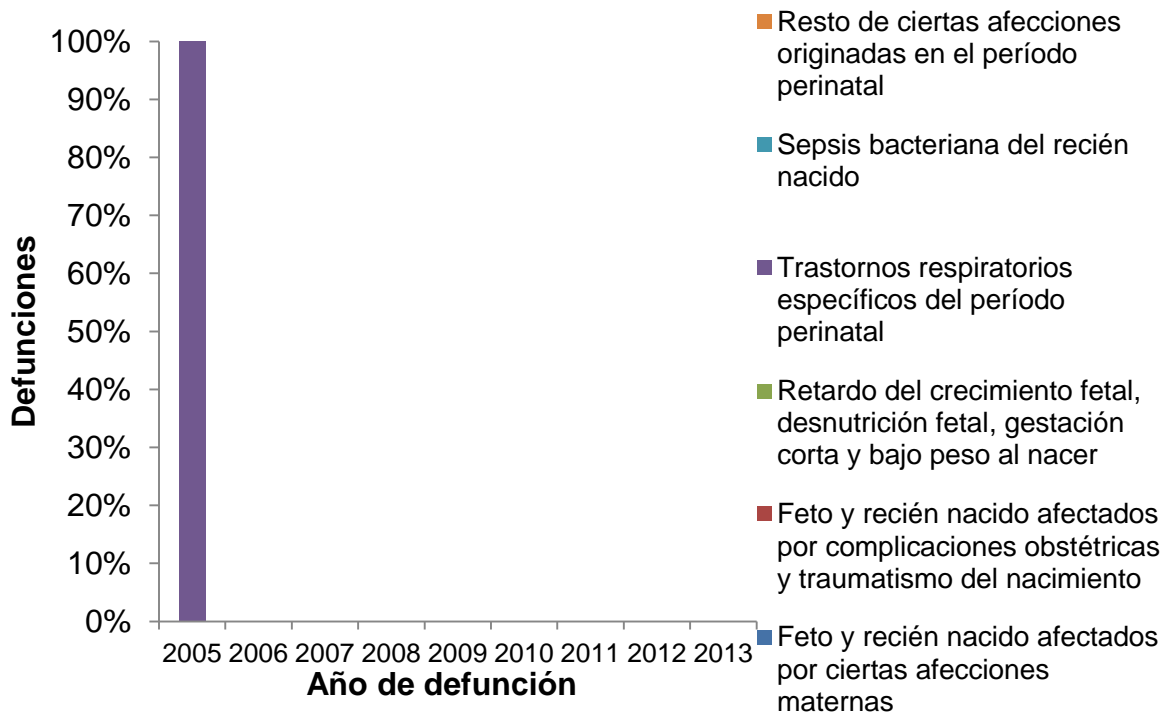 Defunciones
100%
90%
80%
70%
60%
50%
40%
30%
20%
10%
0%
2005 2006 2007 2008 2009 2010 2011 2012 2013
Año de defunción
Resto de ciertas afecciones
originadas en el período
perinatal
Sepsis bacteriana del recién
nacido
Trastornos respiratorios
específicos del período
perinatal
Retardo del crecimiento fetal,
desnutrición fetal, gestación
corta y bajo peso al nacer
Feto y recién nacido afectados
por complicaciones obstétricas
y traumatismo del nacimiento
Feto y recién nacido afectados
por ciertas afecciones
maternas